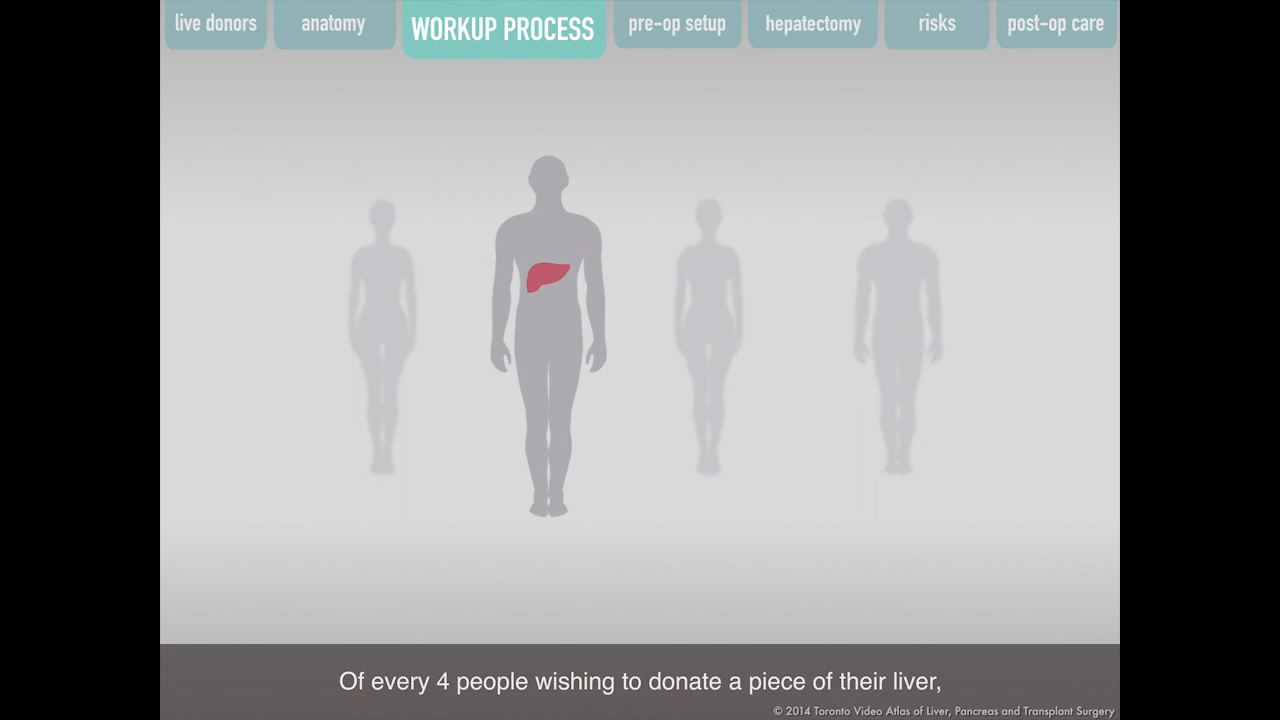 live donors anatomy WORKUP PROCESS pre-op setup hepatectomy risks post-op care
Of every 4 people wishing to donate a piece of their liver,
© 2014 Toronto Video Atlas of Liver, Pancreas and Transplant Surgery